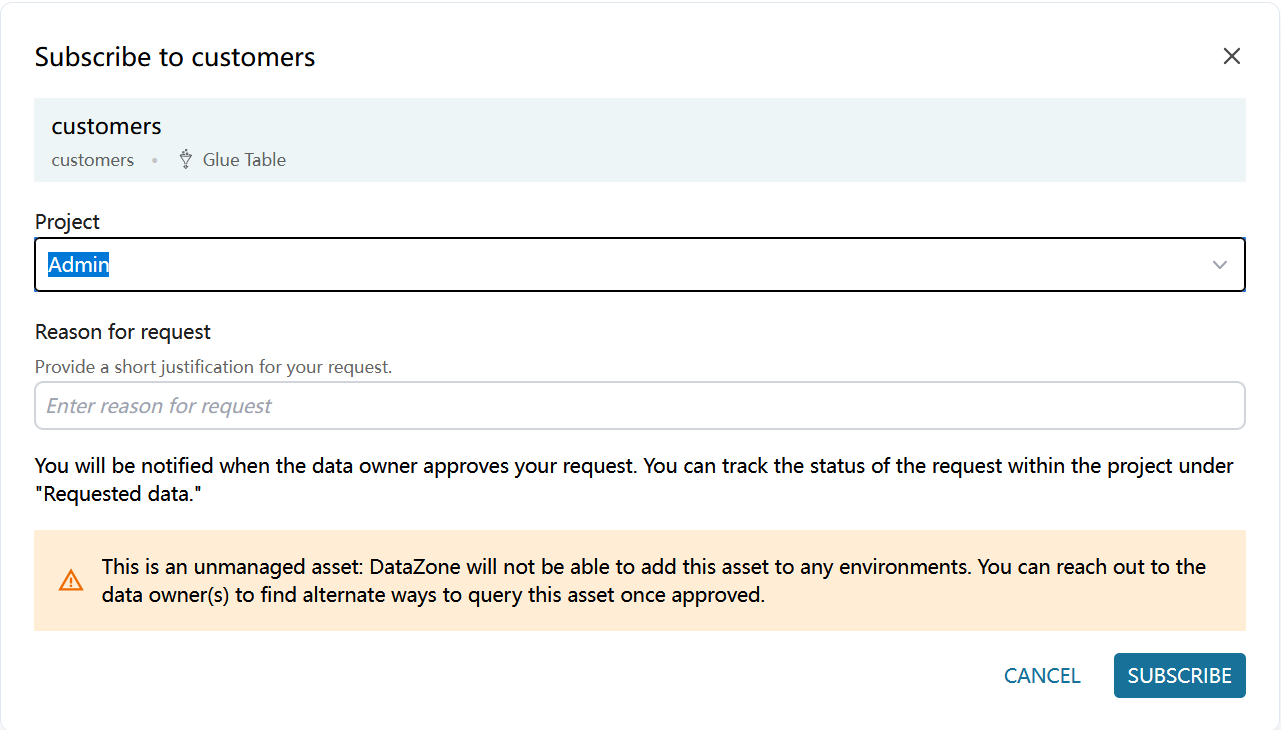 Subscribe to customers
customers
customers • Glue Table
Project
Admin
Reason for request
Provide a short justification for your request.
Enter reason for request
You will be notified when the data owner approves your request. You can track the status of the request within the project under
"Requested data."
This is an unmanaged asset: DataZone will not be able to add this asset to any environments. You can reach out to the
data owner(s) to find alternate ways to query this asset once approved.
CANCEL SUBSCRIBE